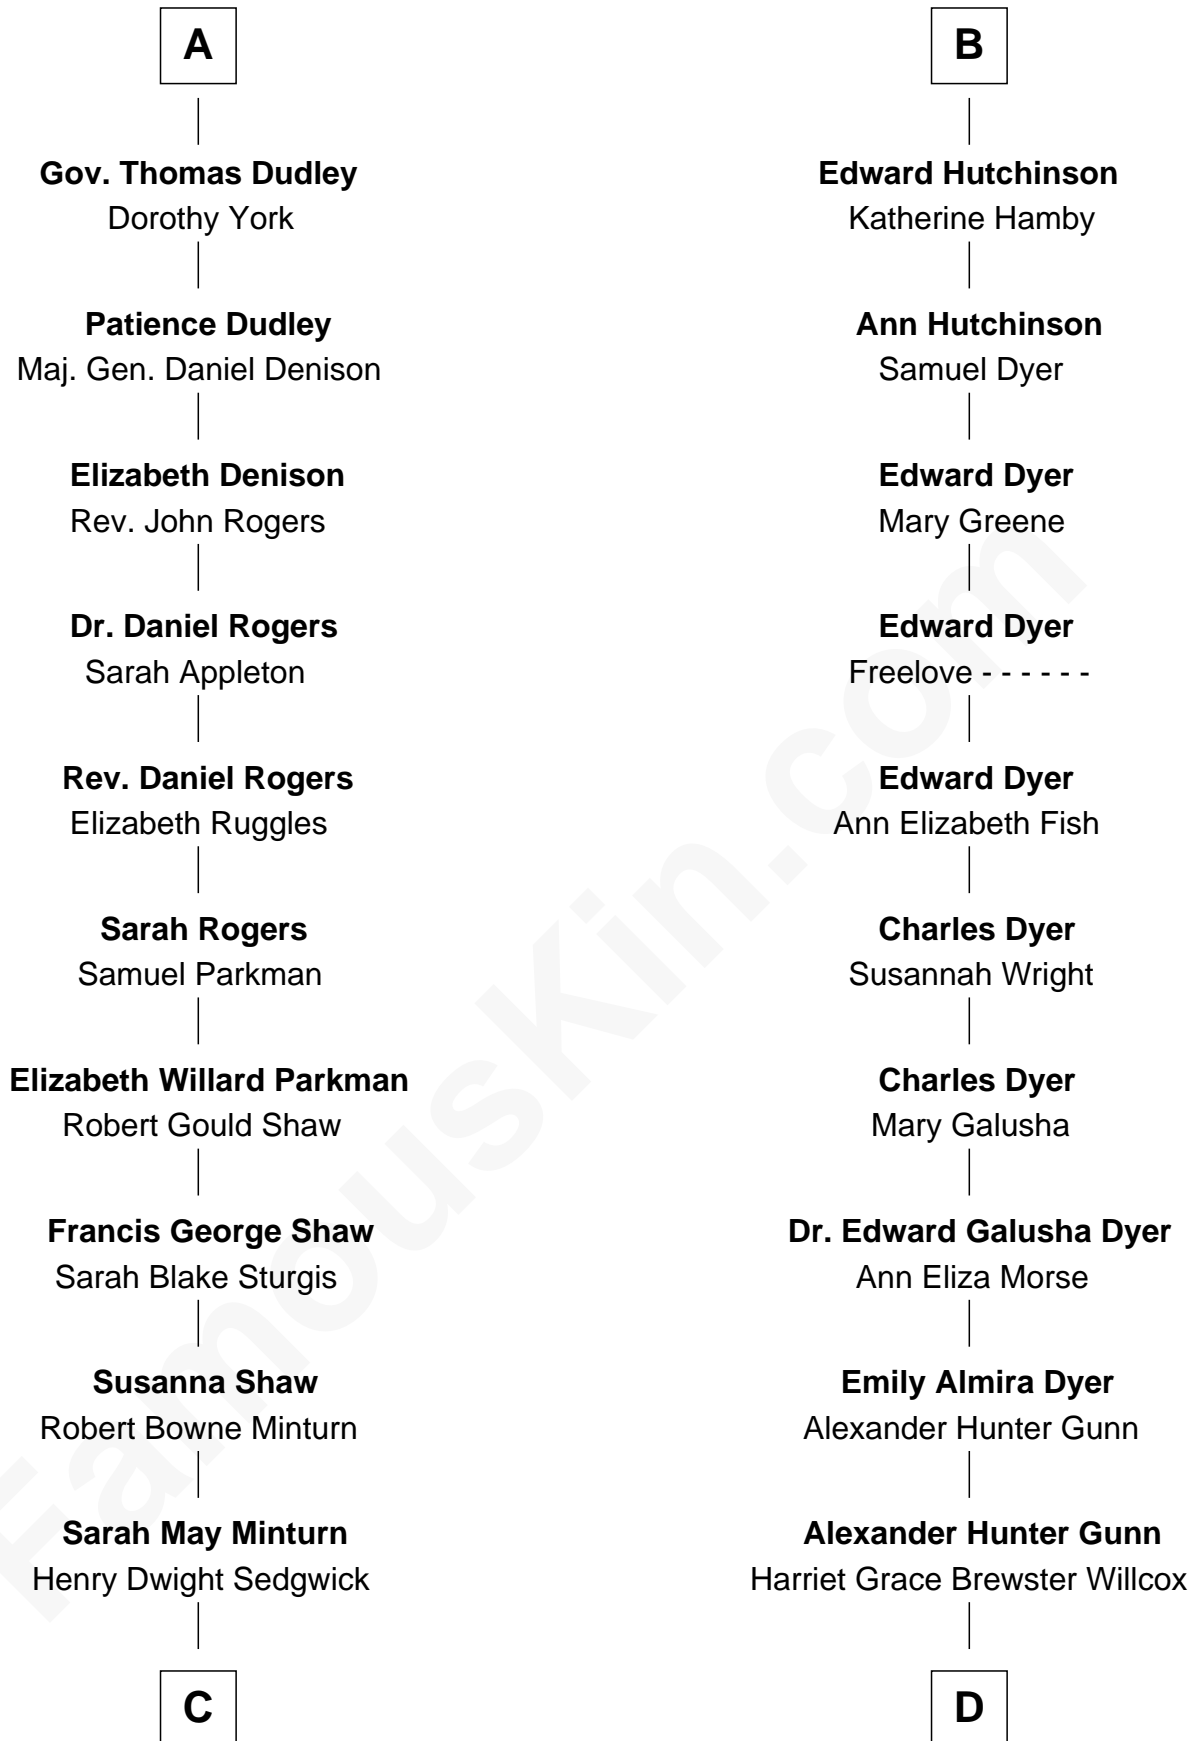 A
Gov. Thomas Dudley
Dorothy York
Patience Dudley
Maj. Gen. Daniel Denison
Elizabeth Denison
Rev. John Rogers
Dr. Daniel Rogers
Sarah Appleton
Rev. Daniel Rogers
Elizabeth Ruggles
Sarah Rogers
Samuel Parkman
Elizabeth Willard Parkman
Robert Gould Shaw
Francis George Shaw
Sarah Blake Sturgis
Susanna Shaw
Robert Bowne Minturn
Sarah May Minturn
Henry Dwight Sedgwick
C
B
Edward Hutchinson
Katherine Hamby
Ann Hutchinson
Samuel Dyer
Edward Dyer
Mary Greene
Edward Dyer
Freelove - - - - - -
Edward Dyer
Ann Elizabeth Fish
Charles Dyer
Susannah Wright
Charles Dyer
Mary Galusha
Dr. Edward Galusha Dyer
Ann Eliza Morse
Emily Almira Dyer
Alexander Hunter Gunn
Alexander Hunter Gunn
Harriet Grace Brewster Willcox
D
FamousKin.com